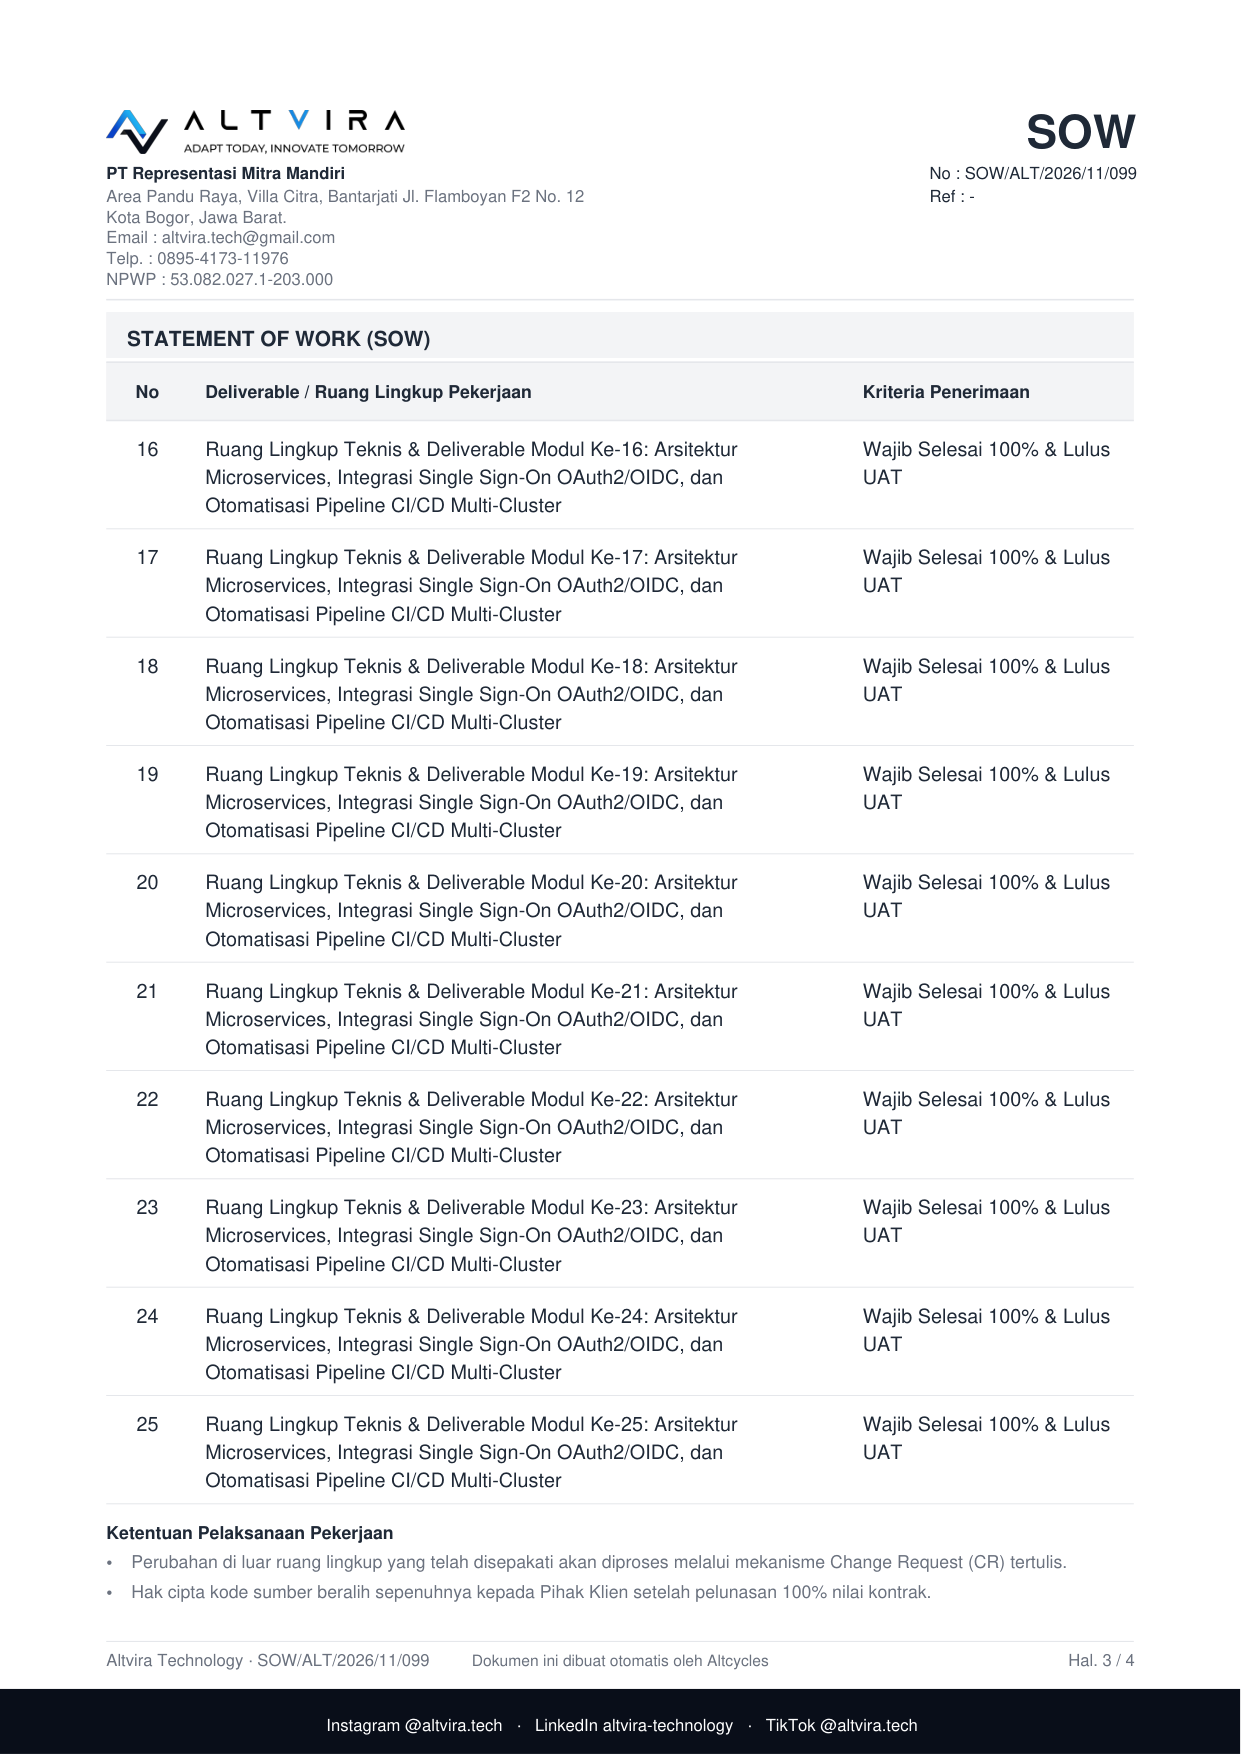 ALTVIRA
ADAPT TODAY, INNOVATE TOMORROW
SOW
PT Representasi Mitra Mandiri
No : SOW/ALT/2026/11/099
Area Pandu Raya, Villa Citra, Bantarjati Jl. Flamboyan F2 No. 12
Ref : -
Kota Bogor, Jawa Barat.
Email : altvira.tech@gmail.com
Telp. : 0895-4173-11976
NPWP : 53.082.027.1-203.000
STATEMENT OF WORK (SOW)
No Deliverable / Ruang Lingkup Pekerjaan Kriteria Penerimaan
16 Ruang Lingkup Teknis & Deliverable Modul Ke-16: Arsitektur Wajib Selesai 100% & Lulus
Microservices, Integrasi Single Sign-On OAuth2/OIDC, dan UAT
Otomatisasi Pipeline CI/CD Multi-Cluster
17 Ruang Lingkup Teknis & Deliverable Modul Ke-17: Arsitektur Wajib Selesai 100% & Lulus
Microservices, Integrasi Single Sign-On OAuth2/OIDC, dan UAT
Otomatisasi Pipeline CI/CD Multi-Cluster
18 Ruang Lingkup Teknis & Deliverable Modul Ke-18: Arsitektur Wajib Selesai 100% & Lulus
Microservices, Integrasi Single Sign-On OAuth2/OIDC, dan UAT
Otomatisasi Pipeline CI/CD Multi-Cluster
19 Ruang Lingkup Teknis & Deliverable Modul Ke-19: Arsitektur Wajib Selesai 100% & Lulus
Microservices, Integrasi Single Sign-On OAuth2/OIDC, dan UAT
Otomatisasi Pipeline CI/CD Multi-Cluster
20 Ruang Lingkup Teknis & Deliverable Modul Ke-20: Arsitektur Wajib Selesai 100% & Lulus
Microservices, Integrasi Single Sign-On OAuth2/OIDC, dan UAT
Otomatisasi Pipeline CI/CD Multi-Cluster
21 Ruang Lingkup Teknis & Deliverable Modul Ke-21: Arsitektur Wajib Selesai 100% & Lulus
Microservices, Integrasi Single Sign-On OAuth2/OIDC, dan UAT
Otomatisasi Pipeline CI/CD Multi-Cluster
22 Ruang Lingkup Teknis & Deliverable Modul Ke-22: Arsitektur Wajib Selesai 100% & Lulus
Microservices, Integrasi Single Sign-On OAuth2/OIDC, dan UAT
Otomatisasi Pipeline CI/CD Multi-Cluster
23 Ruang Lingkup Teknis & Deliverable Modul Ke-23: Arsitektur Wajib Selesai 100% & Lulus
Microservices, Integrasi Single Sign-On OAuth2/OIDC, dan UAT
Otomatisasi Pipeline CI/CD Multi-Cluster
24 Ruang Lingkup Teknis & Deliverable Modul Ke-24: Arsitektur Wajib Selesai 100% & Lulus
Microservices, Integrasi Single Sign-On OAuth2/OIDC, dan UAT
Otomatisasi Pipeline CI/CD Multi-Cluster
25 Ruang Lingkup Teknis & Deliverable Modul Ke-25: Arsitektur Wajib Selesai 100% & Lulus
Microservices, Integrasi Single Sign-On OAuth2/OIDC, dan UAT
Otomatisasi Pipeline CI/CD Multi-Cluster
Ketentuan Pelaksanaan Pekerjaan
• Perubahan di luar ruang lingkup yang telah disepakati akan diproses melalui mekanisme Change Request (CR) tertulis.
• Hak cipta kode sumber beralih sepenuhnya kepada Pihak Klien setelah pelunasan 100% nilai kontrak.
Altvira Technology · SOW/ALT/2026/11/099 Dokumen ini dibuat otomatis oleh Altcycles Hal. 3 / 4
Instagram @altvira.tech · LinkedIn altvira-technology · TikTok @altvira.tech